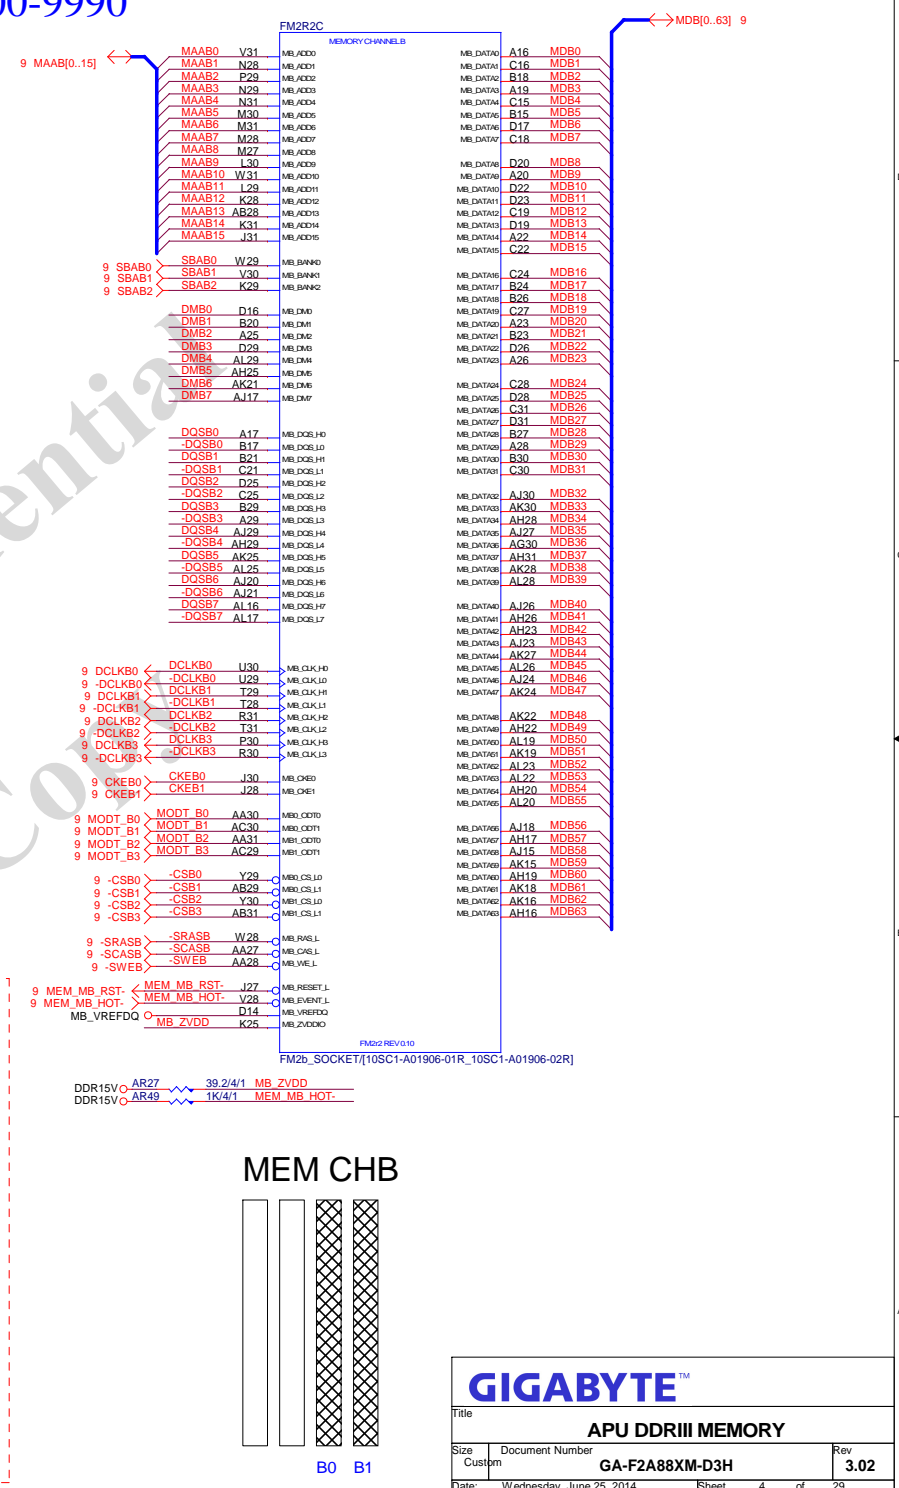 00-9990
FM2R2C
MDB[0..63] 9
9 MAAB[0..15]
MEMORY CHANNEL B
MAAB0 V31 MB_ADD0 MB_DATA0 A16 MDB0
MAAB1 N28 MB_ADD1 MB_DATA1 C16 MDB1
MAAB2 P29 MB_ADD2 MB_DATA2 B18 MDB2
MAAB3 N29 MB_ADD3 MB_DATA3 A19 MDB3
MAAB4 N31 MB_ADD4 MB_DATA4 C15 MDB4
MAAB5 M30 MB_ADD5 MB_DATA5 B15 MDB5
MAAB6 M31 MB_ADD6 MB_DATA6 D17 MDB6
MAAB7 M28 MB_ADD7 MB_DATA7 C18 MDB7
MAAB8 M27 MB_ADD8
MAAB9 L30 MB_ADD9 MB_DATA8 D20 MDB8
MAAB10 W31 MB_ADD10 MB_DATA9 A20 MDB9
MAAB11 L29 MB_ADD11 MB_DATA10 D22 MDB10
MAAB12 K28 MB_ADD12 MB_DATA11 D23 MDB11
MAAB13 AB28 MB_ADD13 MB_DATA12 C19 MDB12
MAAB14 K31 MB_ADD14 MB_DATA13 D19 MDB13
MAAB15 J31 MB_ADD15 MB_DATA14 A22 MDB14
MB_DATA15 C22 MDB15
9 SBAB0 SBAB0 W29 MB_BANK0
9 SBAB1 SBAB1 V30 MB_BANK1 MB_DATA16 C24 MDB16
9 SBAB2 SBAB2 K29 MB_BANK2 MB_DATA17 B24 MDB17
MB_DATA18 B26 MDB18
DMB0 D16 MB_DM0 MB_DATA19 C27 MDB19
DMB1 B20 MB_DM1 MB_DATA20 A23 MDB20
DMB2 A25 MB_DM2 MB_DATA21 B23 MDB21
DMB3 D29 MB_DM3 MB_DATA22 D26 MDB22
DMB4 AL29 MB_DM4 MB_DATA23 A26 MDB23
DMB5 AH25 MB_DM5
DMB6 AK21 MB_DM6 MB_DATA24 C28 MDB24
DMB7 AJ17 MB_DM7 MB_DATA25 D28 MDB25
MB_DATA26 C31 MDB26
MB_DATA27 D31 MDB27
DQSB0 A17 MB_DQS_H0 MB_DATA28 B27 MDB28
-DQSB0 B17 MB_DQS_L0 MB_DATA29 A28 MDB29
DQSB1 B21 MB_DQS_H1 MB_DATA30 B30 MDB30
-DQSB1 C21 MB_DQS_L1 MB_DATA31 C30 MDB31
DQSB2 D25 MB_DQS_H2
-DQSB2 C25 MB_DQS_L2 MB_DATA32 AJ30 MDB32
DQSB3 B29 MB_DQS_H3 MB_DATA33 AK30 MDB33
-DQSB3 A29 MB_DQS_L3 MB_DATA34 AH28 MDB34
DQSB4 AJ29 MB_DQS_H4 MB_DATA35 AJ27 MDB35
-DQSB4 AH29 MB_DQS_L4 MB_DATA36 AG30 MDB36
DQSB5 AK25 MB_DQS_H5 MB_DATA37 AH31 MDB37
-DQSB5 AL25 MB_DQS_L5 MB_DATA38 AK28 MDB38
DQSB6 AJ20 MB_DQS_H6 MB_DATA39 AL28 MDB39
-DQSB6 AJ21 MB_DQS_L6
DQSB7 AL16 MB_DQS_H7 MB_DATA40 AJ26 MDB40
-DQSB7 AL17 MB_DQS_L7 MB_DATA41 AH26 MDB41
MB_DATA42 AH23 MDB42
MB_DATA43 AJ23 MDB43
MB_DATA44 AK27 MDB44
9 DCLKB0 DCLKB0 U30 MB_CLK_H0 MB_DATA45 AL26 MDB45
9 -DCLKB0 -DCLKB0 U29 MB_CLK_L0 MB_DATA46 AJ24 MDB46
9 DCLKB1 DCLKB1 T29 MB_CLK_H1 MB_DATA47 AK24 MDB47
9 -DCLKB1 -DCLKB1 T28 MB_CLK_L1
9 DCLKB2 DCLKB2 R31 MB_CLK_H2 MB_DATA48 AK22 MDB48
9 -DCLKB2 -DCLKB2 T31 MB_CLK_L2 MB_DATA49 AH22 MDB49
9 DCLKB3 DCLKB3 P30 MB_CLK_H3 MB_DATA50 AL19 MDB50
9 -DCLKB3 -DCLKB3 R30 MB_CLK_L3 MB_DATA51 AK19 MDB51
MB_DATA52 AL23 MDB52
9 CKEB0 CKEB0 J30 MB_CKE0 MB_DATA53 AL22 MDB53
9 CKEB1 CKEB1 J28 MB_CKE1 MB_DATA54 AH20 MDB54
MB_DATA55 AL20 MDB55
9 MODT_B0 MODT_B0 AA30 MB0_ODT0
9 MODT_B1 MODT_B1 AC30 MB0_ODT1 MB_DATA56 AJ18 MDB56
9 MODT_B2 MODT_B2 AA31 MB1_ODT0 MB_DATA57 AH17 MDB57
9 MODT_B3 MODT_B3 AC29 MB1_ODT1 MB_DATA58 AJ15 MDB58
MB_DATA59 AK15 MDB59
9 -CSB0 -CSB0 Y29 MB0_CS_L0 MB_DATA60 AH19 MDB60
9 -CSB1 -CSB1 AB29 MB0_CS_L1 MB_DATA61 AK18 MDB61
9 -CSB2 -CSB2 Y30 MB1_CS_L0 MB_DATA62 AK16 MDB62
9 -CSB3 -CSB3 AB31 MB1_CS_L1 MB_DATA63 AH16 MDB63
9 -SRASB -SRASB W28 MB_RAS_L
9 -SCASB -SCASB AA27 MB_CAS_L
9 -SWEB -SWEB AA28 MB_WE_L
9 MEM_MB_RST- MEM_MB_RST- J27 MB_RESET_L
9 MEM_MB_HOT- MEM_MB_HOT- V28 MB_EVENT_L
MB_VREFDQ D14 MB_VREFDQ
MB_ZVDD K25 MB_ZVDDIO
FM2r2 REV 0.10
FM2b_SOCKET/[10SC1-A01906-01R_10SC1-A01906-02R]
DDR15V AR27 39.2/4/1 MB_ZVDD
DDR15V AR49 1K/4/1 MEM_MB_HOT-
MEM CHB
B0 B1
GIGABYTE™
Title
APU DDRIII MEMORY
Size Document Number Rev
Custom GA-F2A88XM-D3H 3.02
Date: Wednesday, June 25, 2014 Sheet 4 of 29
ential
Copy